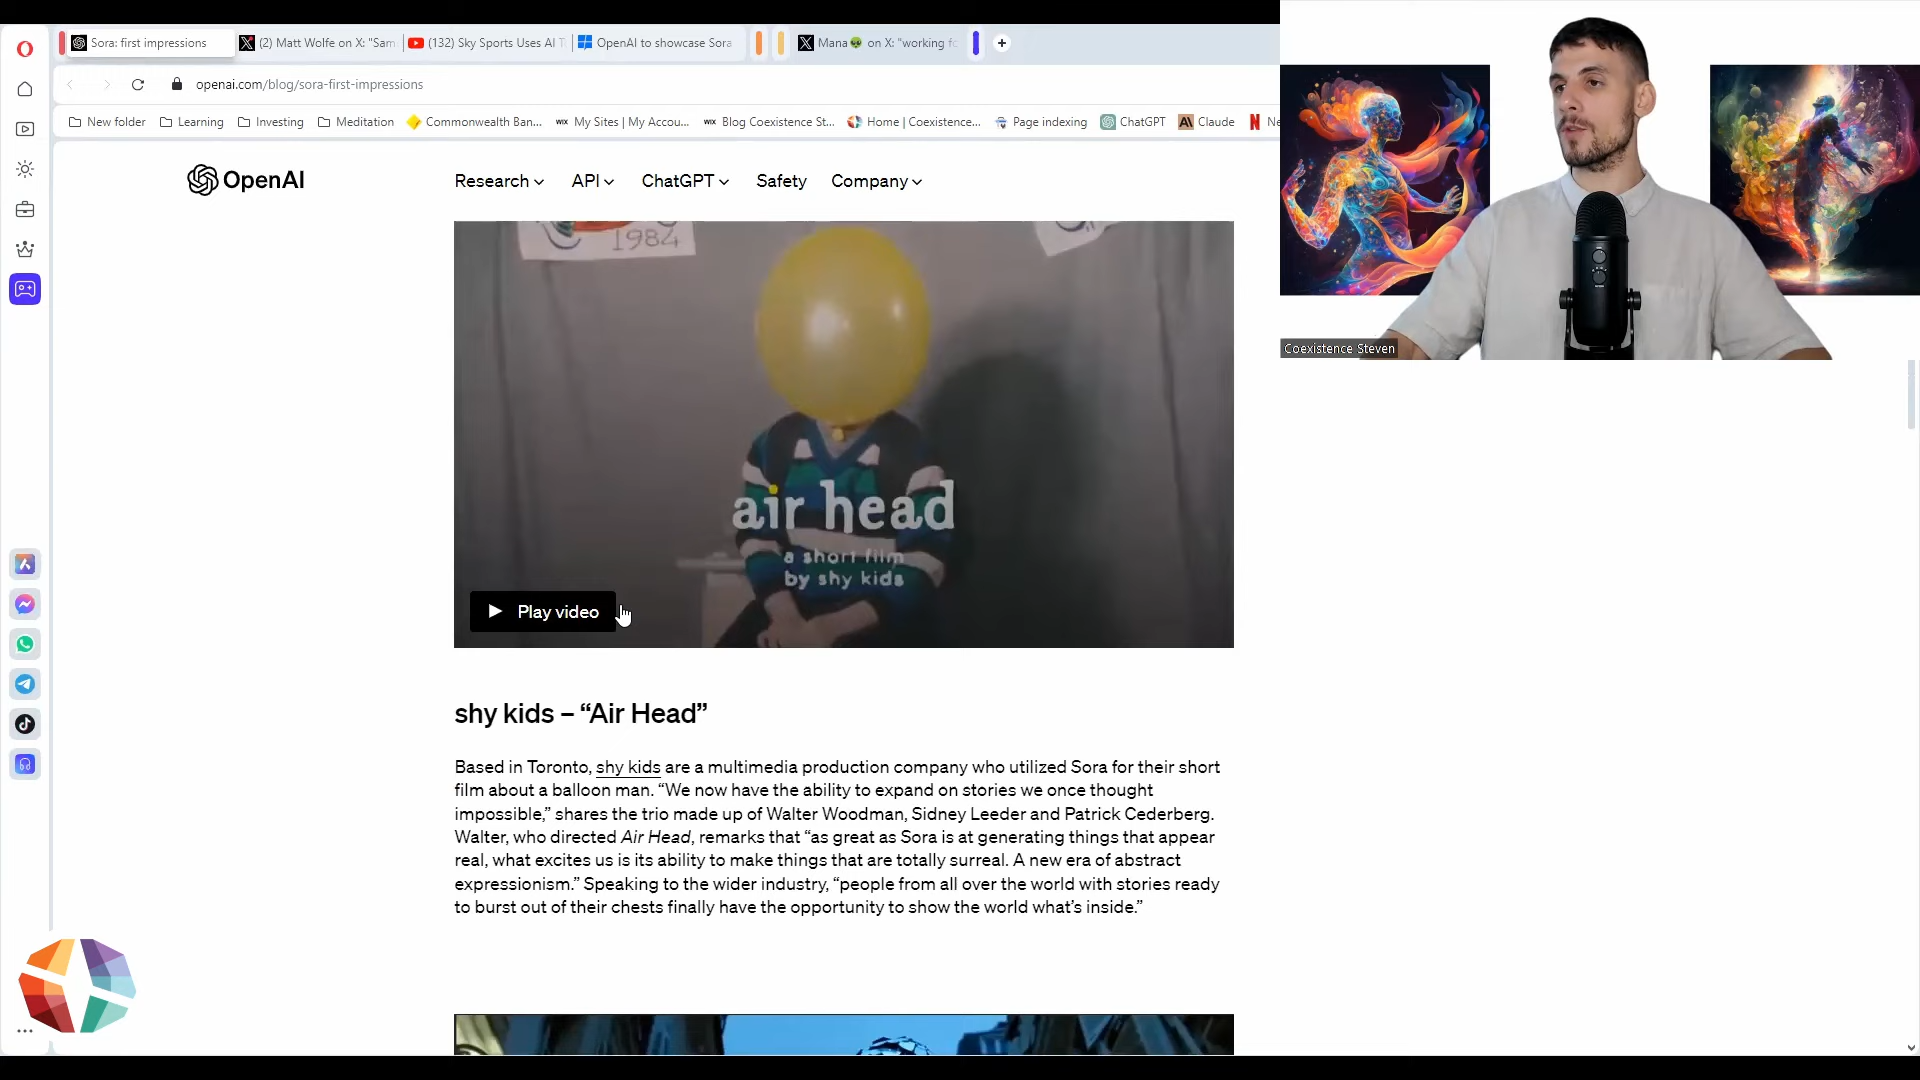 Sora: first impressions
(2) Matt Wolfe on X: "Sam
(132) Sky Sports Uses AI T
OpenAI to showcase Sora
Mana👽 on X: "working fo
openai.com/blog/sora-first-impressions
New folder
Learning
Investing
Meditation
Commonwealth Ban...
WIX My Sites | My Accou...
WIX Blog Coexistence St...
Home | Coexistence...
Page indexing
ChatGPT
AI Claude
N Ne
OpenAI
Research
API
ChatGPT
Safety
Company
Coexistence Steven
1984
air head
a short film
by shy kids
Play video
shy kids – “Air Head”
Based in Toronto, shy kids are a multimedia production company who utilized Sora for their short
film about a balloon man. “We now have the ability to expand on stories we once thought
impossible,” shares the trio made up of Walter Woodman, Sidney Leeder and Patrick Cederberg.
Walter, who directed Air Head, remarks that “as great as Sora is at generating things that appear
real, what excites us is its ability to make things that are totally surreal. A new era of abstract
expressionism.” Speaking to the wider industry, “people from all over the world with stories ready
to burst out of their chests finally have the opportunity to show the world what’s inside.”